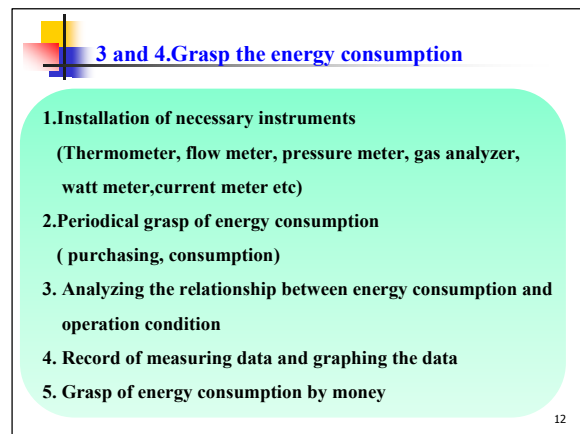 3 and 4.Grasp the energy consumption
1.Installation of necessary instruments
(Thermometer, flow meter, pressure meter, gas analyzer,
watt meter,current meter etc)
2.Periodical grasp of energy consumption
( purchasing, consumption)
3. Analyzing the relationship between energy consumption and
operation condition
4. Record of measuring data and graphing the data
5. Grasp of energy consumption by money
12